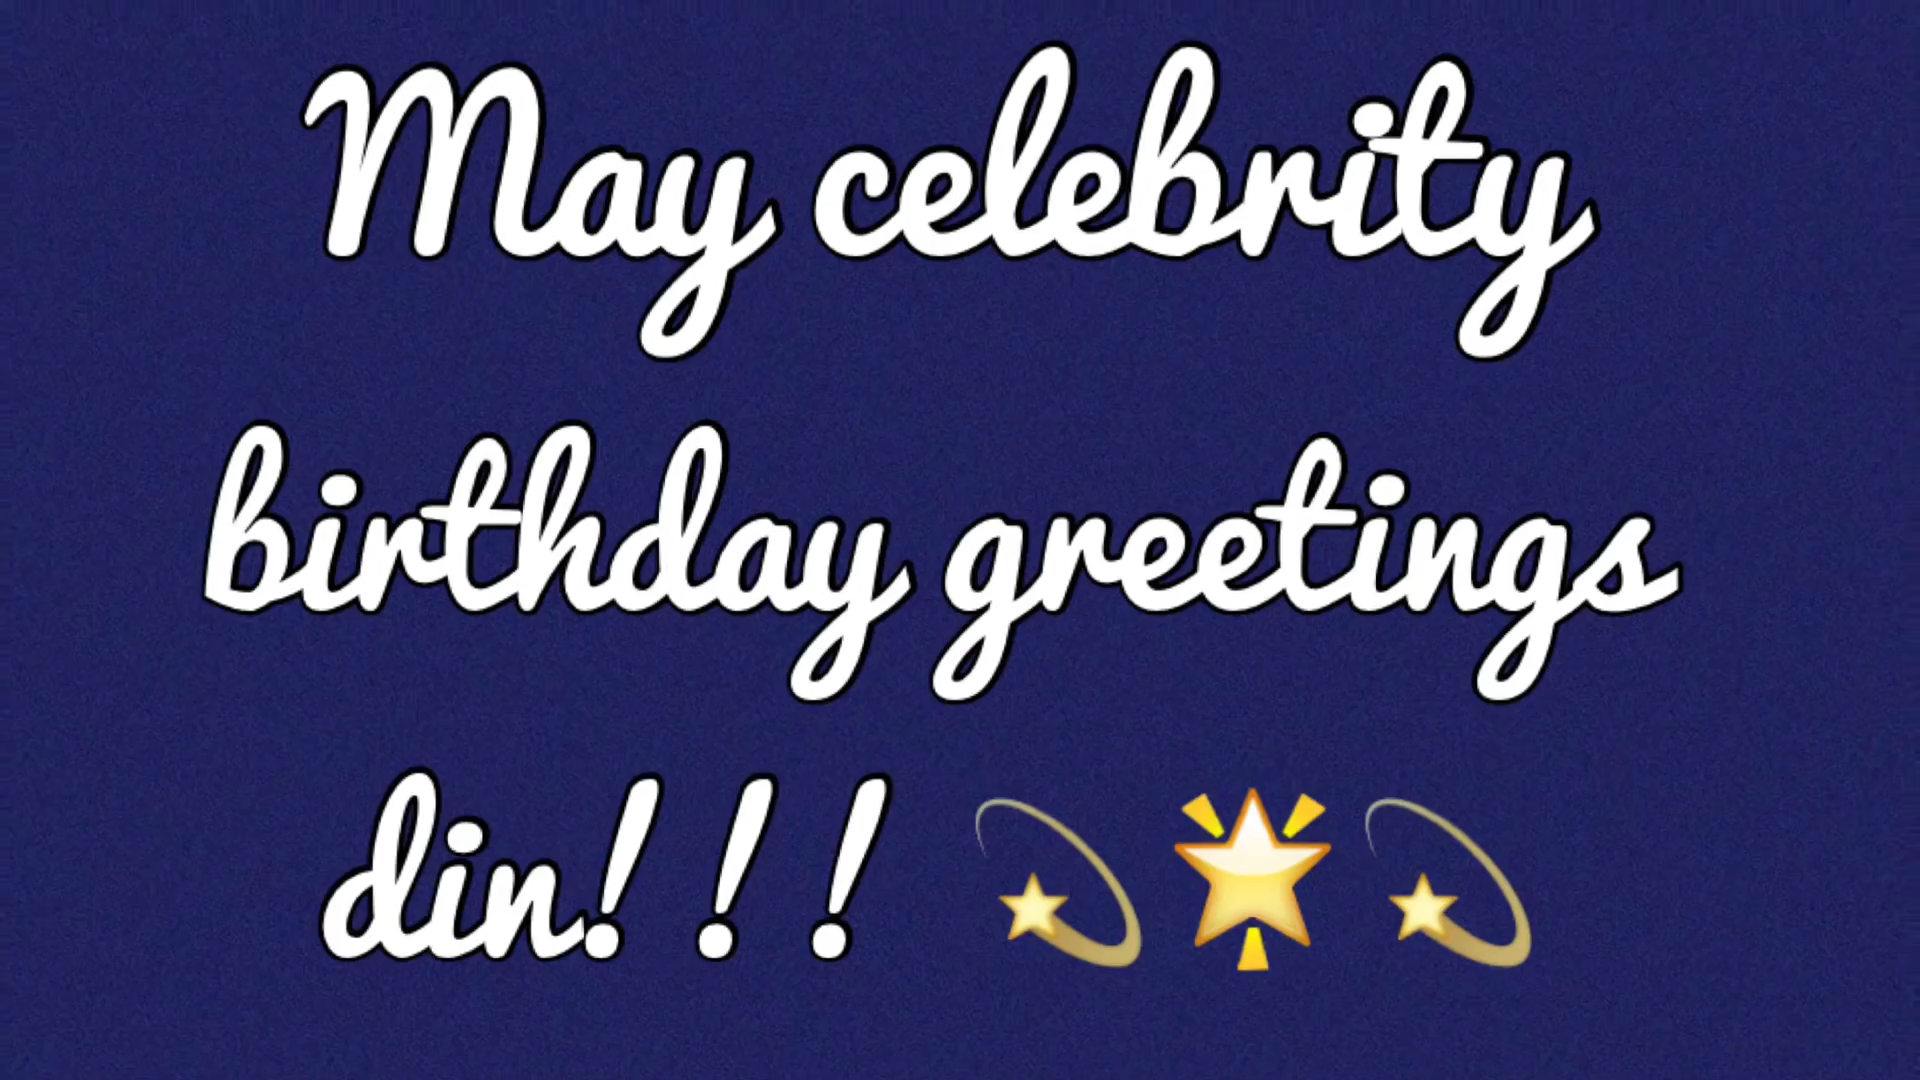 May celebrity
birthday greetings
din! ! ! 💫🌟💫